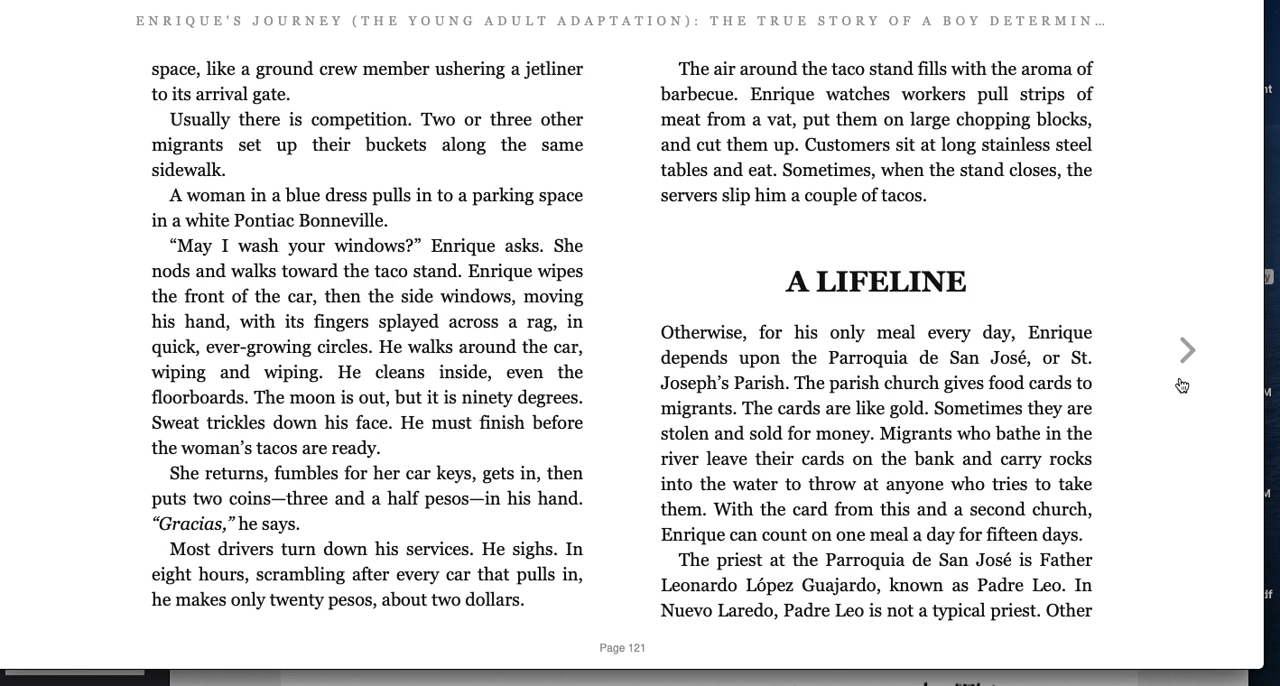 ENRIQUE'S JOURNEY (THE YOUNG ADULT ADAPTATION): THE TRUE STORY OF A BOY DETERMIN…
space, like a ground crew member ushering a jetliner
to its arrival gate.
Usually there is competition. Two or three other
migrants set up their buckets along the same
sidewalk.
A woman in a blue dress pulls in to a parking space
in a white Pontiac Bonneville.
“May I wash your windows?” Enrique asks. She
nods and walks toward the taco stand. Enrique wipes
the front of the car, then the side windows, moving
his hand, with its fingers splayed across a rag, in
quick, ever-growing circles. He walks around the car,
wiping and wiping. He cleans inside, even the
floorboards. The moon is out, but it is ninety degrees.
Sweat trickles down his face. He must finish before
the woman’s tacos are ready.
She returns, fumbles for her car keys, gets in, then
puts two coins—three and a half pesos—in his hand.
“Gracias,” he says.
Most drivers turn down his services. He sighs. In
eight hours, scrambling after every car that pulls in,
he makes only twenty pesos, about two dollars.
The air around the taco stand fills with the aroma of
barbecue. Enrique watches workers pull strips of
meat from a vat, put them on large chopping blocks,
and cut them up. Customers sit at long stainless steel
tables and eat. Sometimes, when the stand closes, the
servers slip him a couple of tacos.
A LIFELINE
Otherwise, for his only meal every day, Enrique
depends upon the Parroquia de San José, or St.
Joseph’s Parish. The parish church gives food cards to
migrants. The cards are like gold. Sometimes they are
stolen and sold for money. Migrants who bathe in the
river leave their cards on the bank and carry rocks
into the water to throw at anyone who tries to take
them. With the card from this and a second church,
Enrique can count on one meal a day for fifteen days.
The priest at the Parroquia de San José is Father
Leonardo López Guajardo, known as Padre Leo. In
Nuevo Laredo, Padre Leo is not a typical priest. Other
Page 121